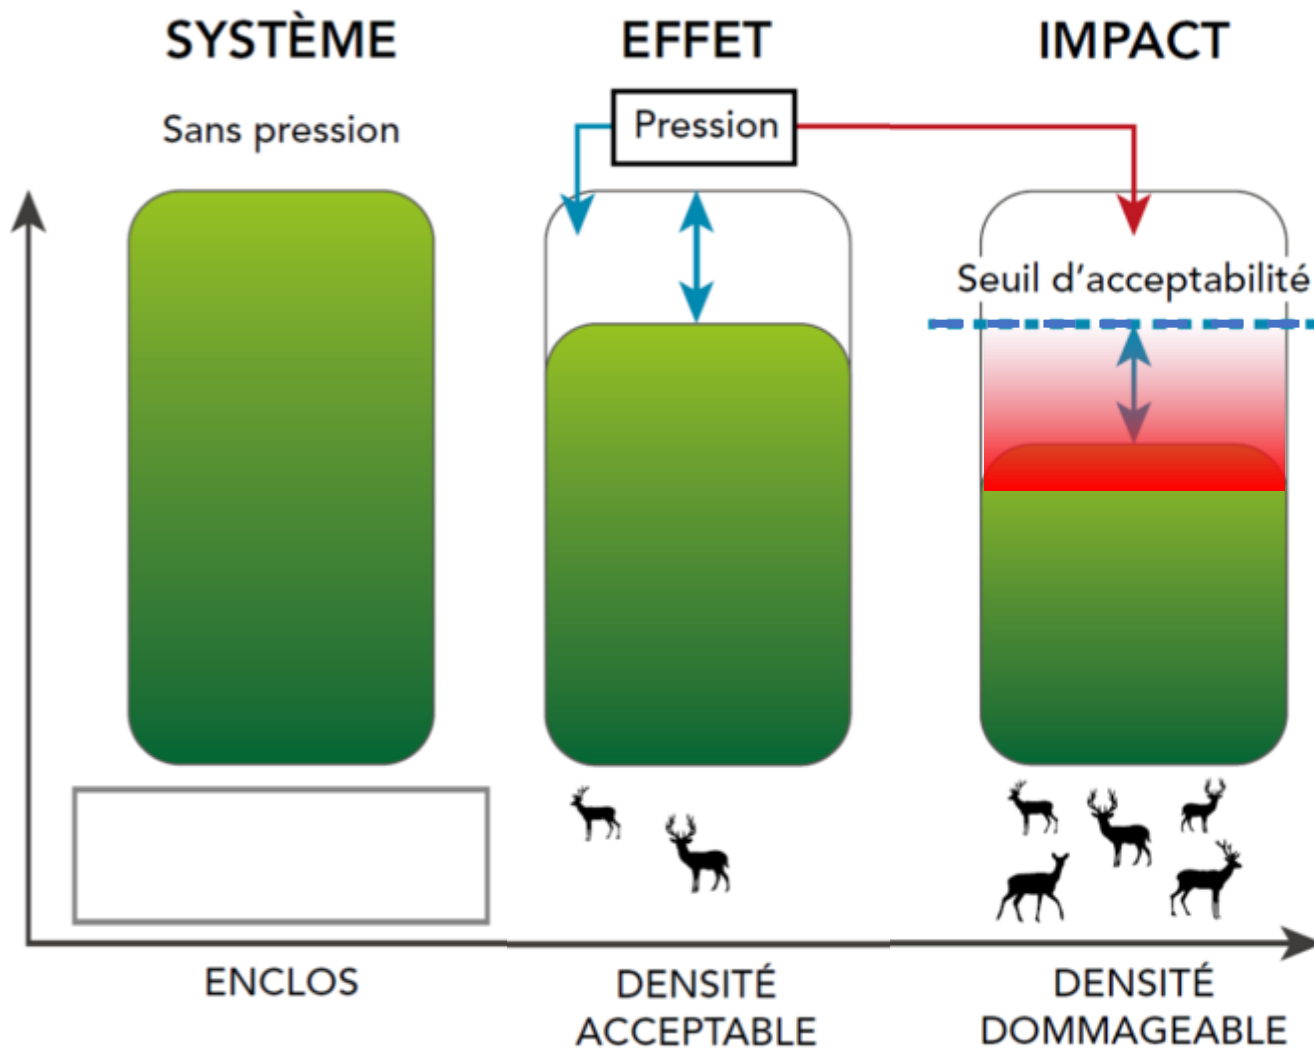 SYSTÈME
EFFET
IMPACT
Sans pression
Pression
Seuil d'acceptabilité
ENCLOS
DENSITÉ
ACCEPTABLE
DENSITÉ
DOMMAGEABLE